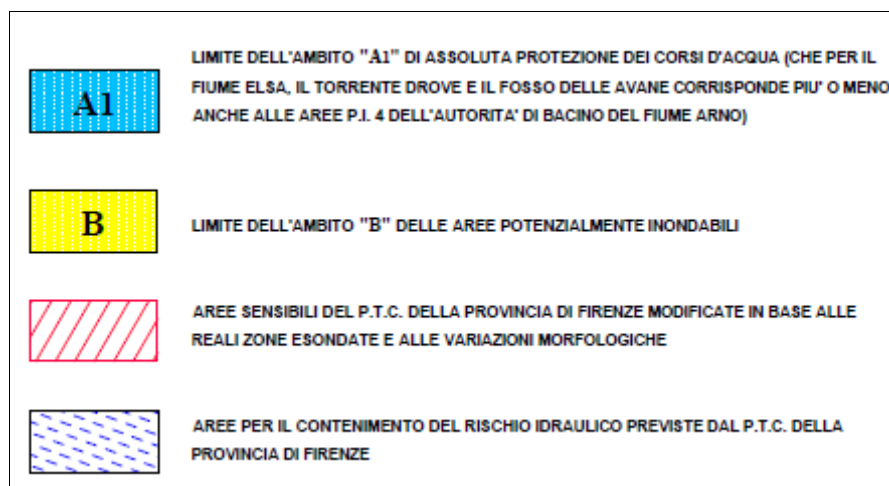 A1
LIMITE DELL'AMBITO "A1" DI ASSOLUTA PROTEZIONE DEI CORSI D'ACQUA (CHE PER IL
FIUME ELSA, IL TORRENTE DROVE E IL FOSSO DELLE AVANE CORRISPONDE PIU' O MENO
ANCHE ALLE AREE P.I. 4 DELL'AUTORITA' DI BACINO DEL FIUME ARNO)
B
LIMITE DELL'AMBITO "B" DELLE AREE POTENZIALMENTE INONDABILI
AREE SENSIBILI DEL P.T.C. DELLA PROVINCIA DI FIRENZE MODIFICATE IN BASE ALLE
REALI ZONE ESONDATE E ALLE VARIAZIONI MORFOLOGICHE
AREE PER IL CONTENIMENTO DEL RISCHIO IDRAULICO PREVISTE DAL P.T.C. DELLA
PROVINCIA DI FIRENZE